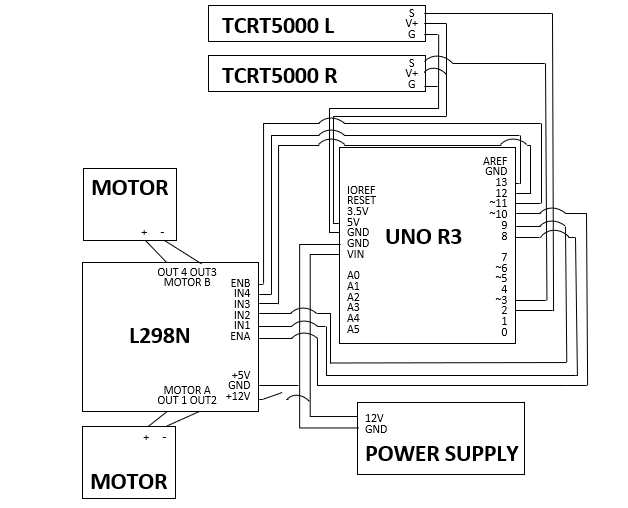 TCRT5000 L
S
V+
G
TCRT5000 R
S
V+
G
MOTOR
+ -
OUT 4 OUT3
MOTOR B
L298N
ENB
IN4
IN3
IN2
IN1
ENA
+5V
GND
+12V
MOTOR A
OUT 1 OUT2
+ -
MOTOR
UNO R3
IOREF
RESET
3.5V
5V
GND
GND
VIN
A0
A1
A2
A3
A4
A5
AREF
GND
13
12
~11
~10
9
8
7
~6
~5
4
~3
2
1
0
12V
GND
POWER SUPPLY